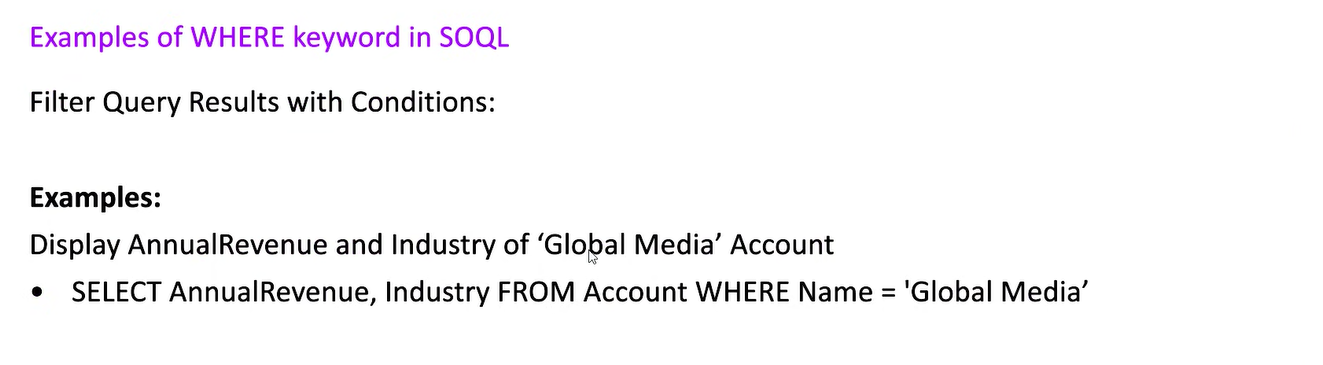 Examples of WHERE keyword in SOQL
Filter Query Results with Conditions:
Examples:
Display AnnualRevenue and Industry of ‘Global Media’ Account
• SELECT AnnualRevenue, Industry FROM Account WHERE Name = 'Global Media’